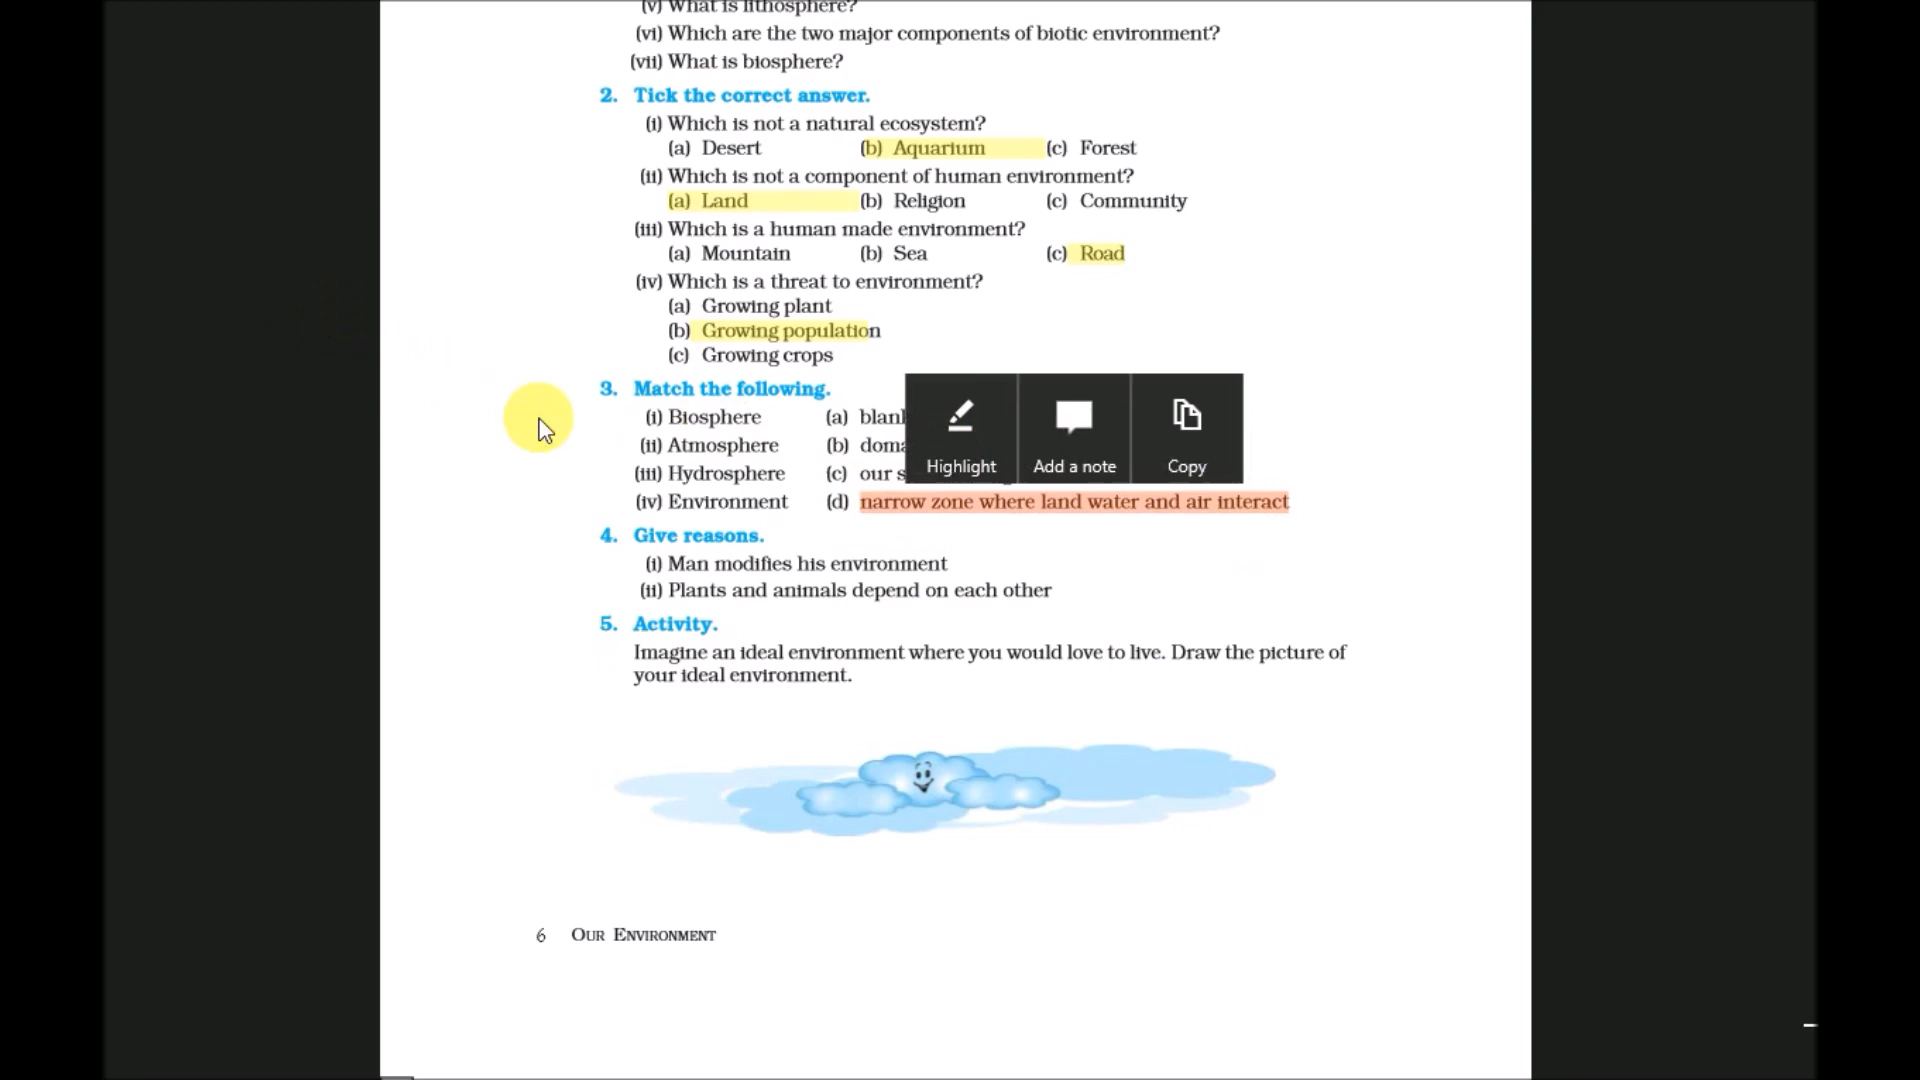 (v) What is lithosphere?
(vi) Which are the two major components of biotic environment?
(vii) What is biosphere?
2. Tick the correct answer.
(i) Which is not a natural ecosystem?
(a) Desert (b) Aquarium (c) Forest
(ii) Which is not a component of human environment?
(a) Land (b) Religion (c) Community
(iii) Which is a human made environment?
(a) Mountain (b) Sea (c) Road
(iv) Which is a threat to environment?
(a) Growing plant
(b) Growing population
(c) Growing crops
3. Match the following.
(i) Biosphere (a)
(ii) Atmosphere (b)
(iii) Hydrosphere (c) our
Highlight Add a note Copy
(iv) Environment (d) narrow zone where land water and air interact
4. Give reasons.
(i) Man modifies his environment
(ii) Plants and animals depend on each other
5. Activity.
Imagine an ideal environment where you would love to live. Draw the picture of
your ideal environment.
6 OUR ENVIRONMENT